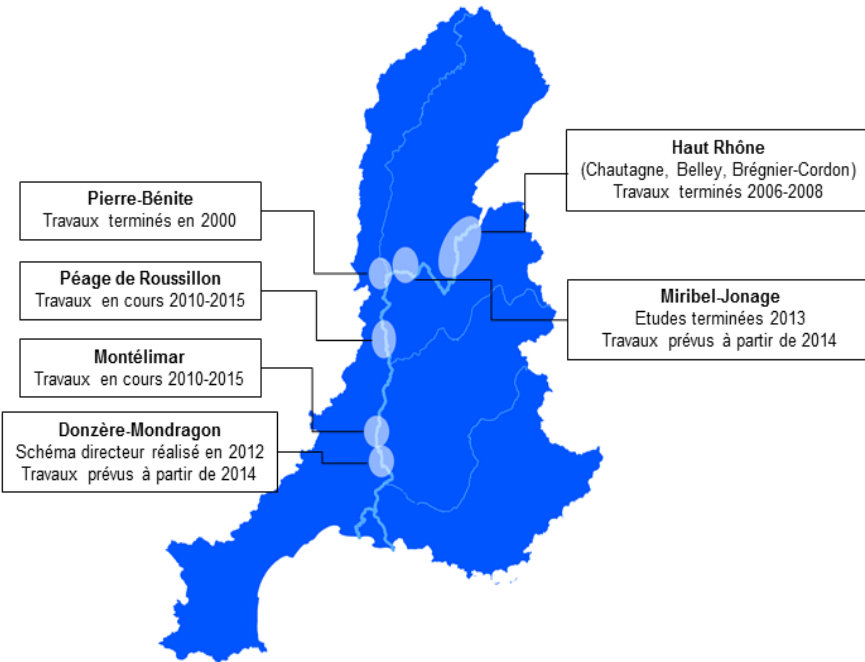 Haut Rhône
(Chautagne, Belley, Brégnier-Cordon)
Travaux terminés 2006-2008
Pierre-Bénite
Travaux terminés en 2000
Péage de Roussillon
Travaux en cours 2010-2015
Miribel-Jonage
Etudes terminées 2013
Travaux prévus à partir de 2014
Montélimar
Travaux en cours 2010-2015
Donzère-Mondragon
Schéma directeur réalisé en 2012
Travaux prévus à partir de 2014